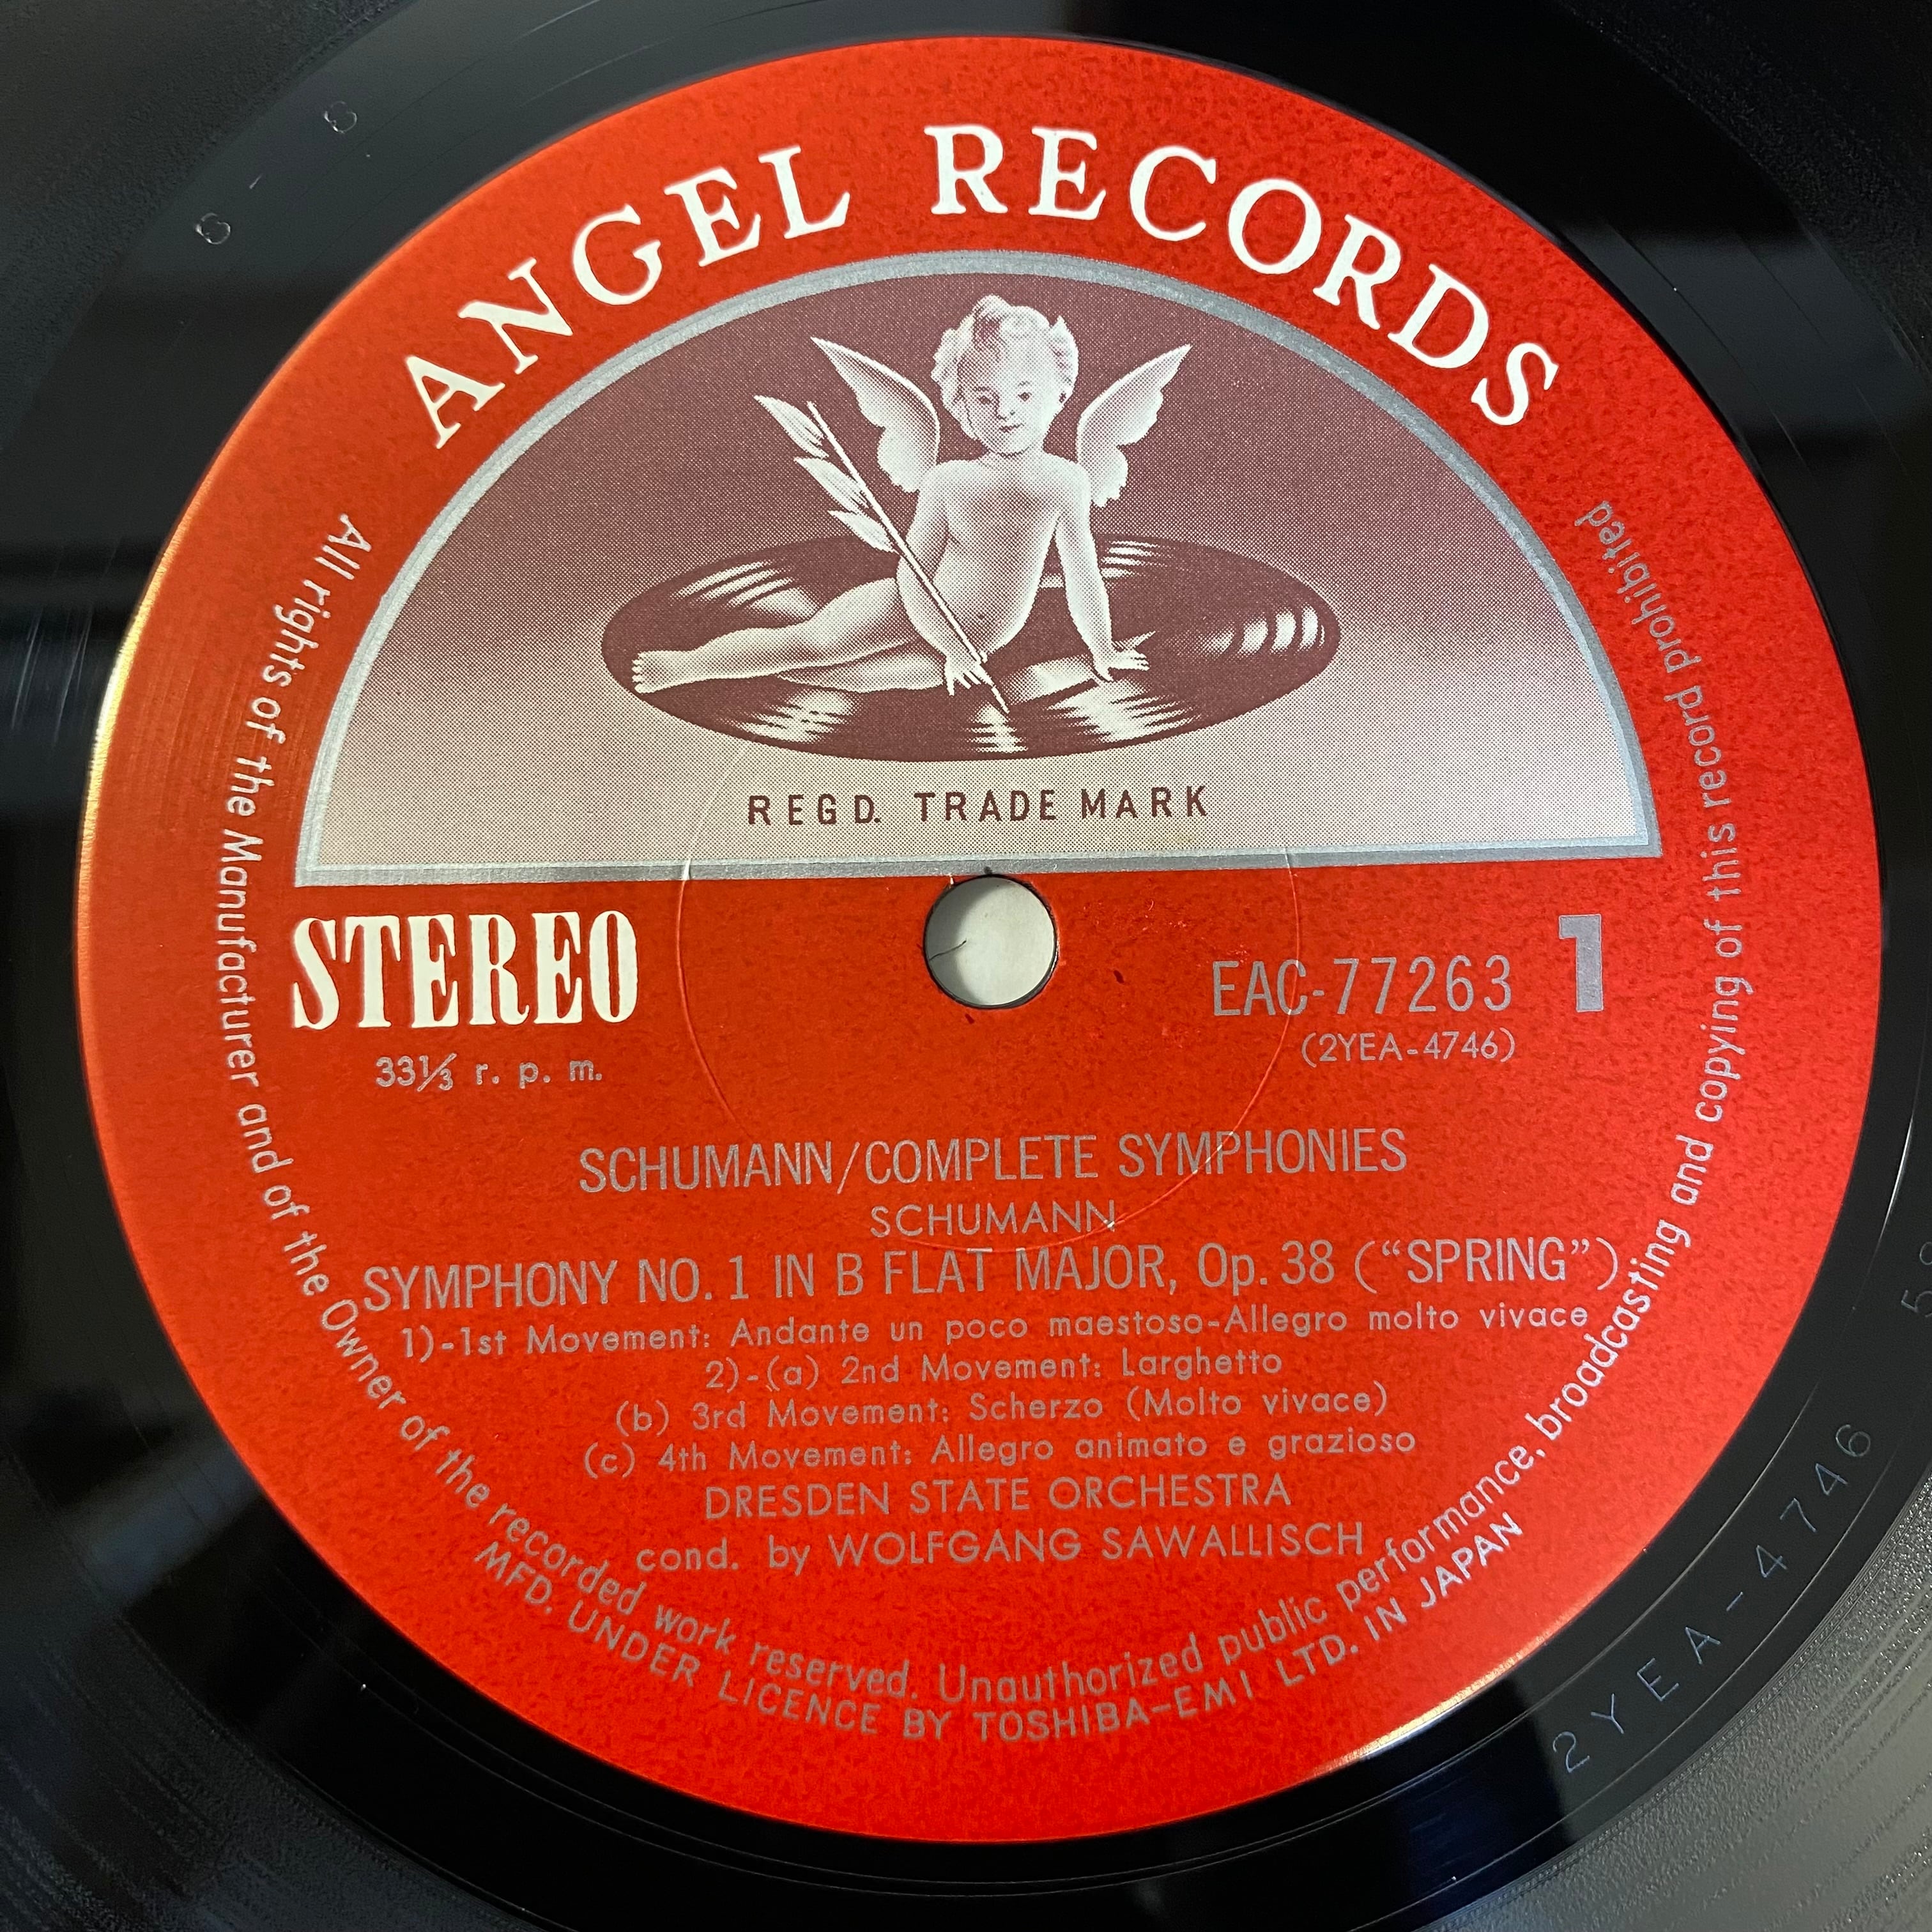 ANGEL RECORDS
REGD. TRADE MARK
STEREO
33⅓ r. p. m.
EAC-77263
1
(2YEA-4746)
SCHUMANN/COMPLETE SYMPHONIES
SCHUMANN
SYMPHONY NO. 1 IN B FLAT MAJOR, Op. 38 (“SPRING”)
1)-1st Movement: Andante un poco maestoso-Allegro molto vivace
2)-(a) 2nd Movement: Larghetto
(b) 3rd Movement: Scherzo (Molto vivace)
(c) 4th Movement: Allegro animato e grazioso
DRESDEN STATE ORCHESTRA
cond. by WOLFGANG SAWALLISCH
All rights of the Manufacturer and of the Owner of the recorded work reserved. Unauthorized public performance, broadcasting and copying of this record prohibited
MFD. UNDER LICENCE BY TOSHIBA-EMI LTD. IN JAPAN
2YEA-4746